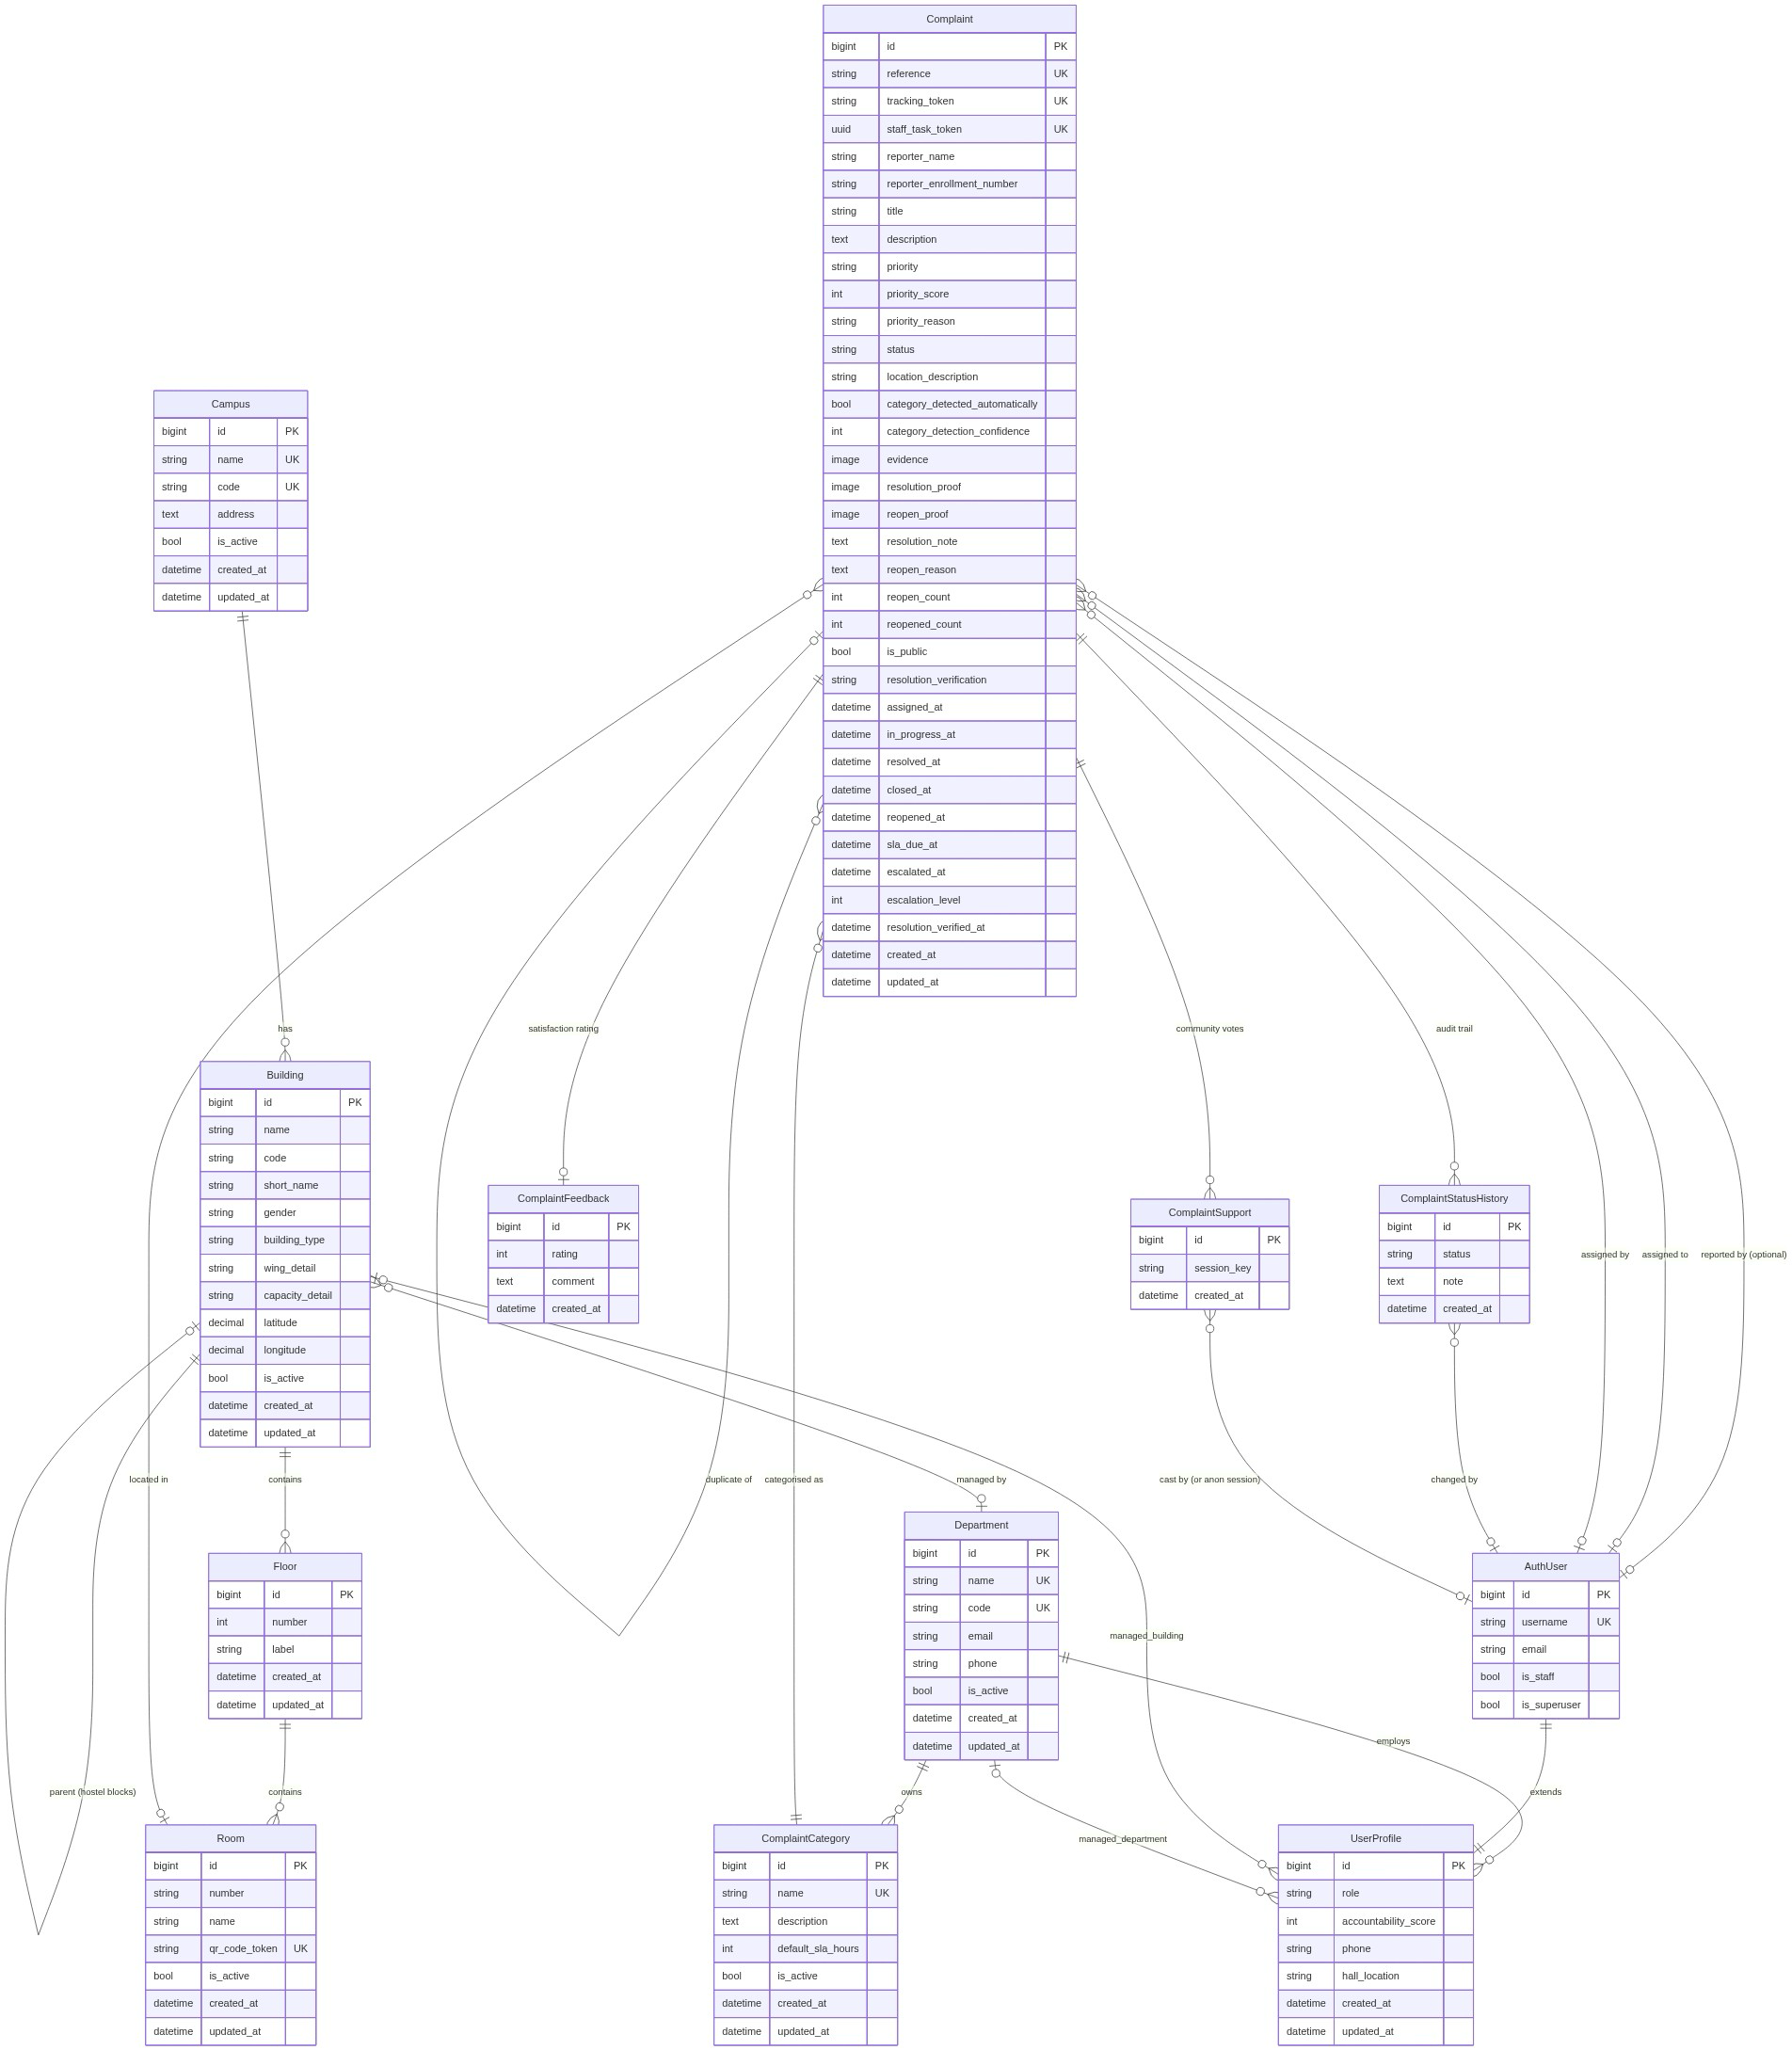 Complaint
bigint id PK
string reference UK
string tracking_token UK
uuid staff_task_token UK
string reporter_name
string reporter_enrollment_number
string title
text description
string priority
int priority_score
string priority_reason
string status
string location_description
bool category_detected_automatically
int category_detection_confidence
image evidence
image resolution_proof
image reopen_proof
text resolution_note
text reopen_reason
int reopen_count
int reopened_count
bool is_public
string resolution_verification
datetime assigned_at
datetime in_progress_at
datetime resolved_at
datetime closed_at
datetime reopened_at
datetime sla_due_at
datetime escalated_at
int escalation_level
datetime resolution_verified_at
datetime created_at
datetime updated_at
Campus
bigint id PK
string name UK
string code UK
text address
bool is_active
datetime created_at
datetime updated_at
has
satisfaction rating
community votes
audit trail
Building
bigint id PK
string name
string code
string short_name
string gender
string building_type
string wing_detail
string capacity_detail
decimal latitude
decimal longitude
bool is_active
datetime created_at
datetime updated_at
ComplaintFeedback
bigint id PK
int rating
text comment
datetime created_at
ComplaintSupport
bigint id PK
string session_key
datetime created_at
ComplaintStatusHistory
bigint id PK
string status
text note
datetime created_at
assigned by
assigned to
reported by (optional)
located in
contains
duplicate of
categorised as
managed by
cast by (or anon session)
changed by
Floor
bigint id PK
int number
string label
datetime created_at
datetime updated_at
Department
bigint id PK
string name UK
string code UK
string email
string phone
bool is_active
datetime created_at
datetime updated_at
managed_building
AuthUser
bigint id PK
string username UK
string email
bool is_staff
bool is_superuser
employs
parent (hostel blocks)
contains
owns
managed_department
extends
Room
bigint id PK
string number
string name
string qr_code_token UK
bool is_active
datetime created_at
datetime updated_at
ComplaintCategory
bigint id PK
string name UK
text description
int default_sla_hours
bool is_active
datetime created_at
datetime updated_at
UserProfile
bigint id PK
string role
int accountability_score
string phone
string hall_location
datetime created_at
datetime updated_at